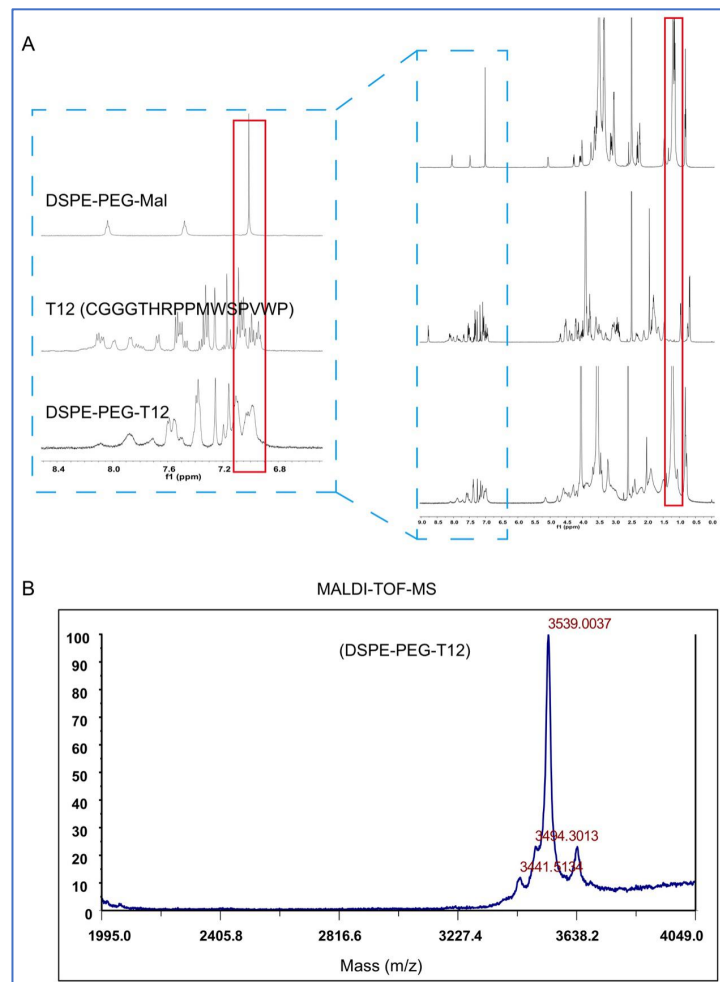 A
DSPE-PEG-Mal
T12 (CGGGTHRPPMWSPVWP)
DSPE-PEG-T12
8.4 8.0 7.6 7.2 6.8
f1 (ppm)
9.0 8.5 8.0 7.5 7.0 6.5 6.0 5.5 5.0 4.5 4.0 3.5 3.0 2.5 2.0 1.5 1.0 0.5 0.0
f1 (ppm)
B
MALDI-TOF-MS
(DSPE-PEG-T12)
3539.0037
3494.3013
3441.5134
100
90
80
70
60
50
40
30
20
10
0
1995.0 2405.8 2816.6 3227.4 3638.2 4049.0
Mass (m/z)